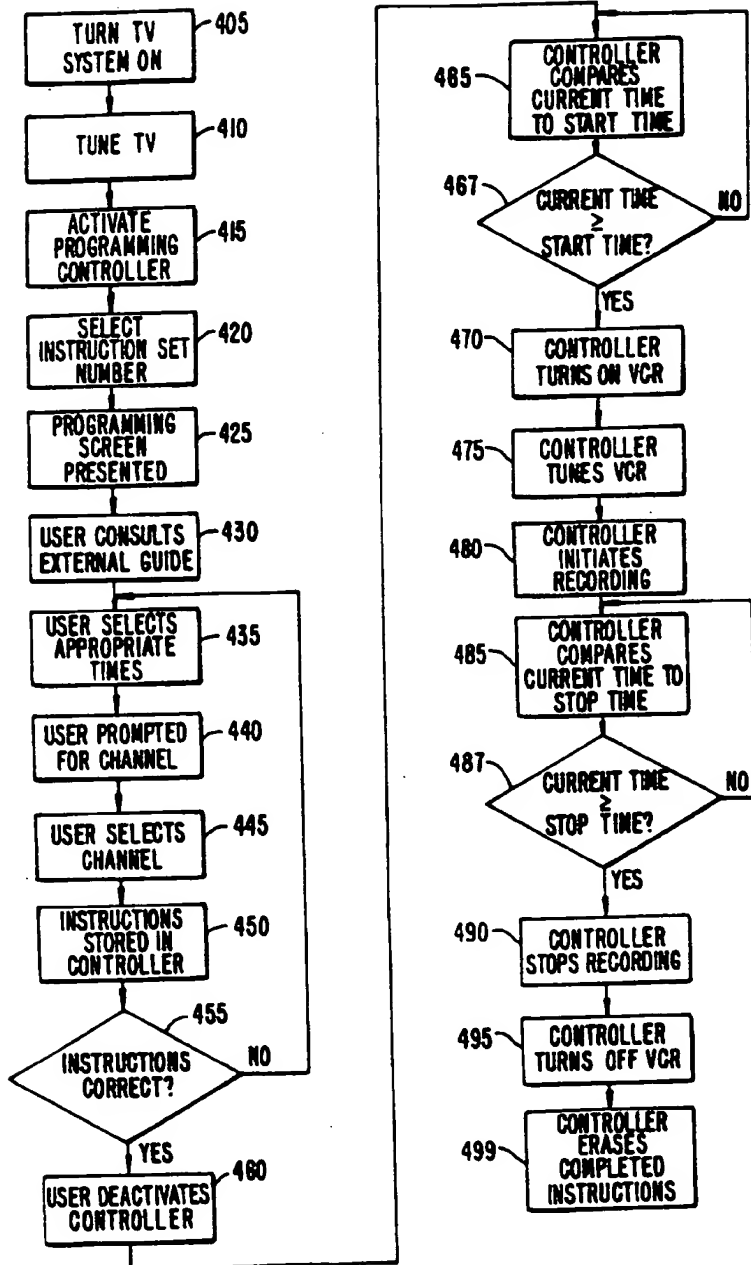 TURN TV
SYSTEM ON
405
TUNE TV
410
ACTIVATE
PROGRAMMING
CONTROLLER
415
SELECT
INSTRUCTION SET
NUMBER
420
PROGRAMMING
SCREEN
PRESENTED
425
USER CONSULTS
EXTERNAL GUIDE
430
USER SELECTS
APPROPRIATE
TIMES
435
USER PROMPTED
FOR CHANNEL
440
USER SELECTS
CHANNEL
445
INSTRUCTIONS
STORED IN
CONTROLLER
450
455
INSTRUCTIONS
CORRECT?
NO
YES
460
USER DEACTIVATES
CONTROLLER
465
CONTROLLER
COMPARES
CURRENT TIME
TO START TIME
467
CURRENT TIME
≥
START TIME?
NO
YES
470
CONTROLLER
TURNS ON VCR
475
CONTROLLER
TUNES VCR
480
CONTROLLER
INITIATES
RECORDING
485
CONTROLLER
COMPARES
CURRENT TIME TO
STOP TIME
487
CURRENT TIME
≥
STOP TIME?
NO
YES
490
CONTROLLER
STOPS RECORDING
495
CONTROLLER
TURNS OFF VCR
499
CONTROLLER
ERASES
COMPLETED
INSTRUCTIONS